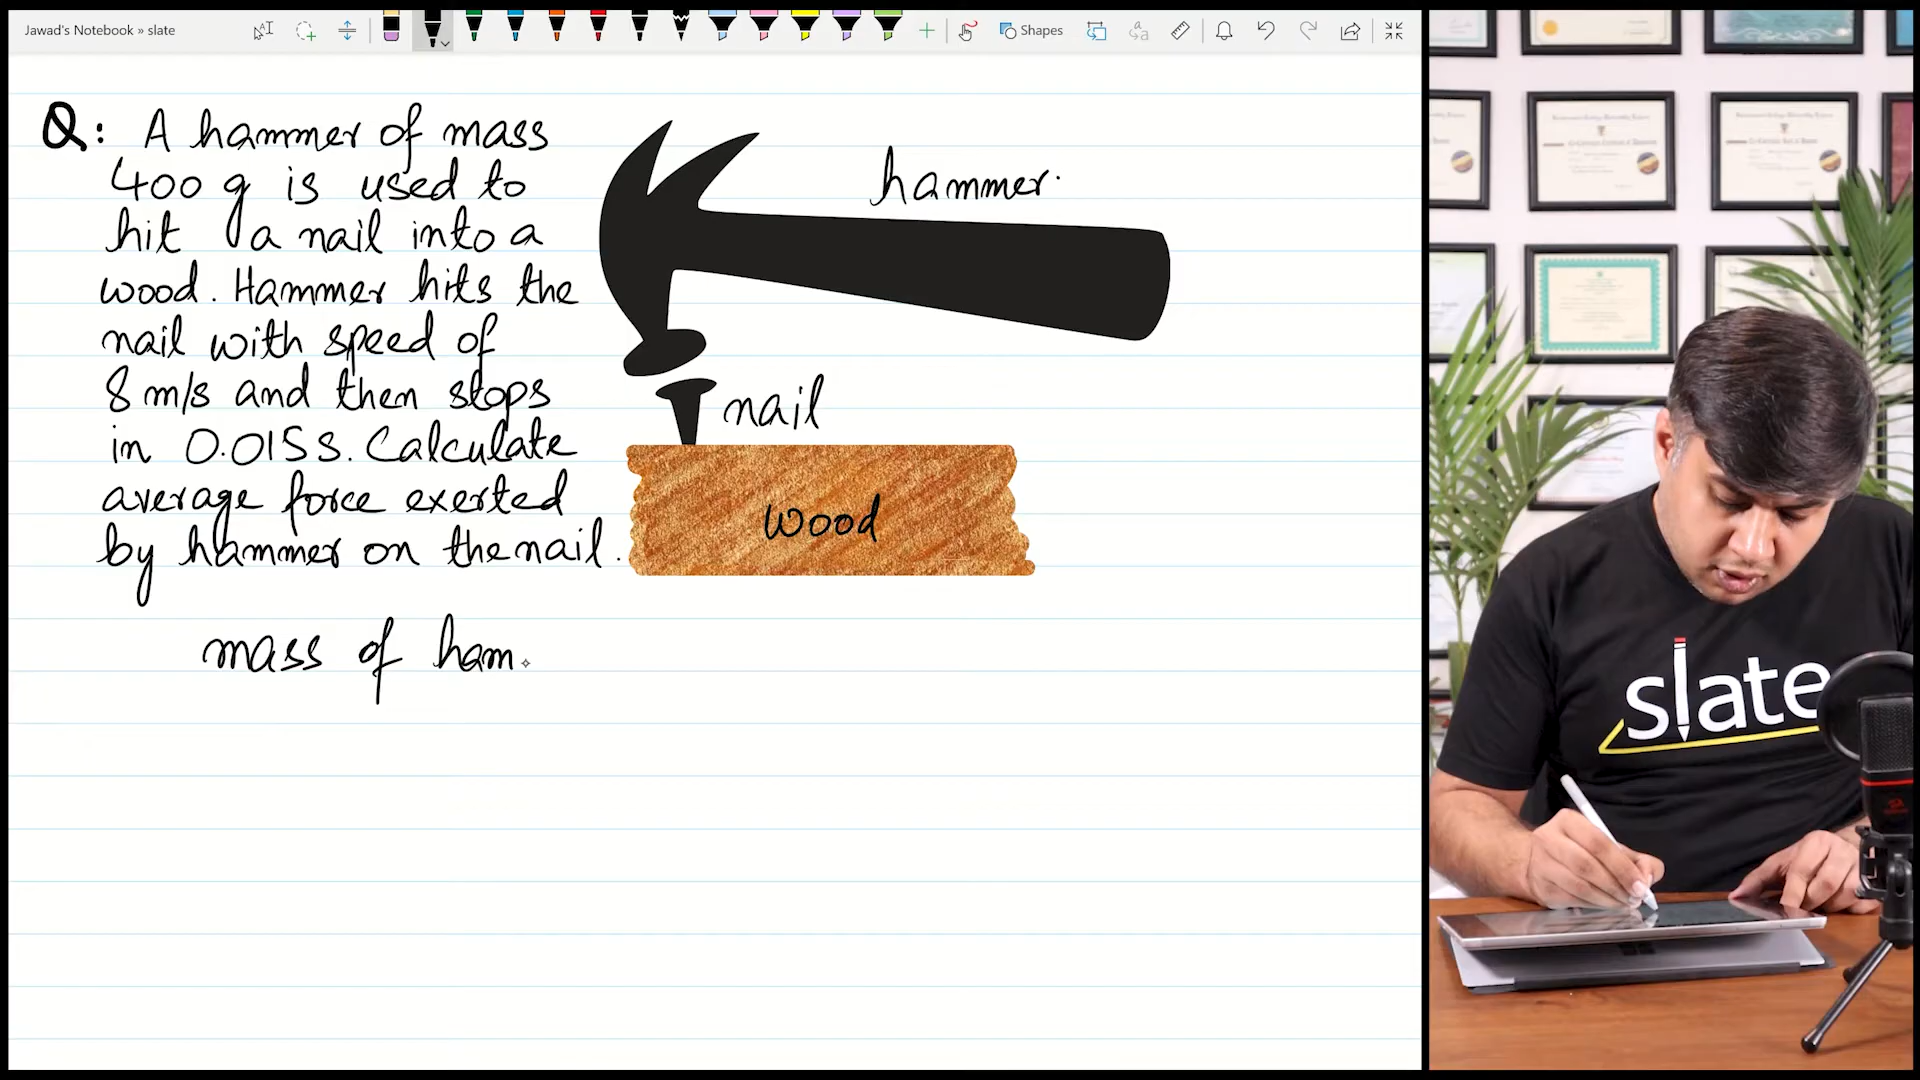 Jawad's Notebook » slate
Shapes
Q: A hammer of mass
400 g is used to
hit a nail into a
wood. Hammer hits the
nail with speed of
8 m/s and then stops
in 0.015s. Calculate
average force exerted
by hammer on the nail.
hammer.
nail
wood
mass of ham
slate